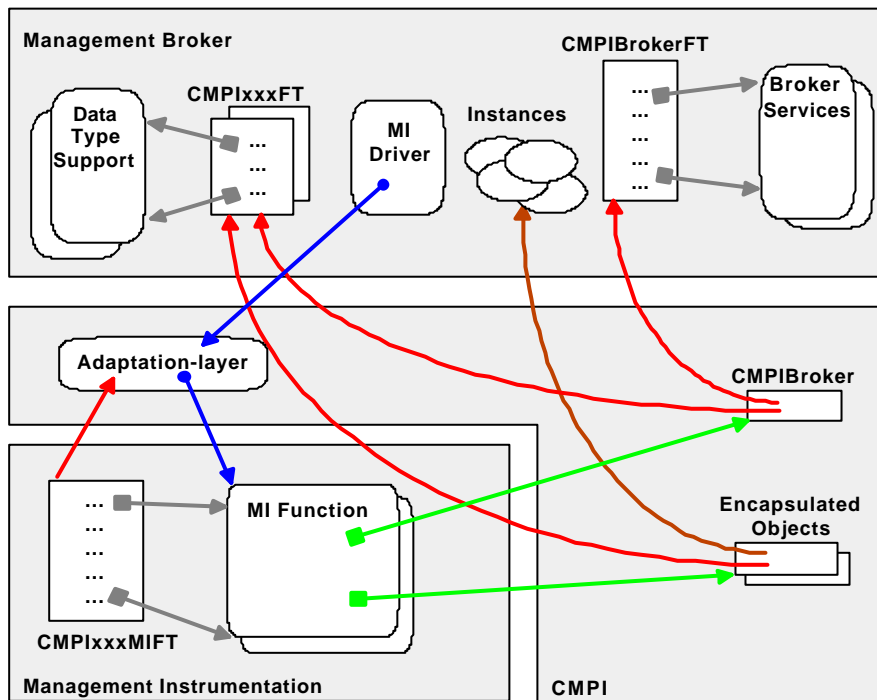 Management Broker
CMPIBrokerFT
CMPIxxxFT
Instances
Data
Type
Support
...
...
...
MI
Driver
...
...
...
...
...
Broker
Services
Adaptation-layer
CMPIBroker
...
...
...
...
...
MI Function
Encapsulated
Objects
CMPIxxxMIFT
Management Instrumentation
CMPI